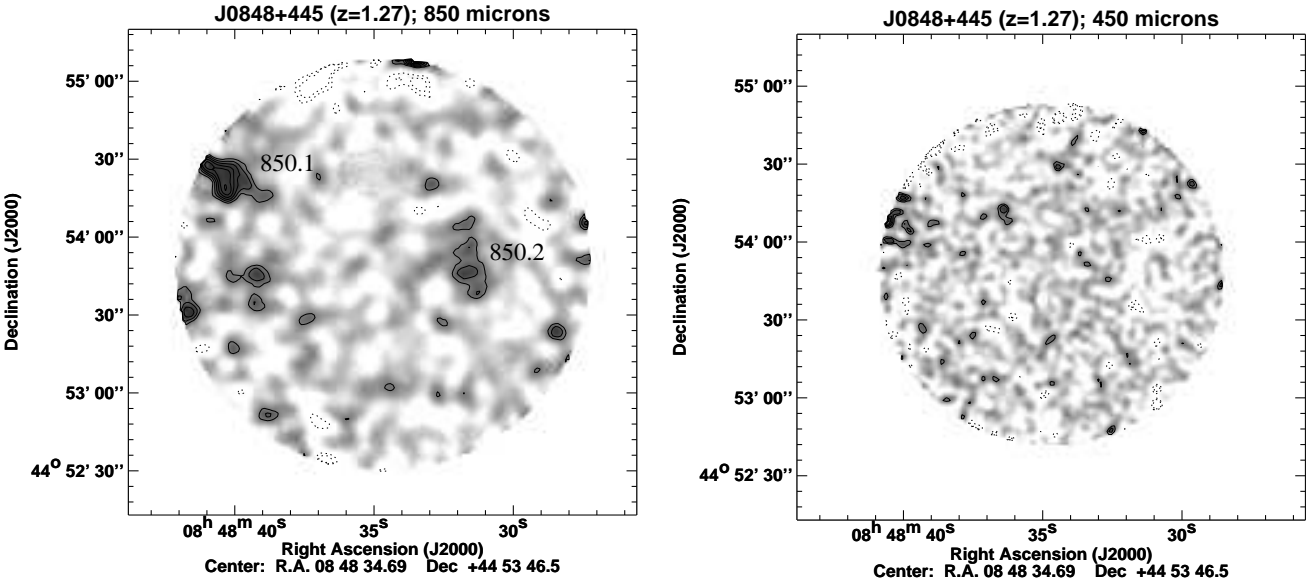 J0848+445 (z=1.27); 850 microns
55' 00''
30''
54' 00''
30''
53' 00''
44° 52' 30''
Declination (J2000)
850.1
850.2
08ʰ 48ᵐ 40ˢ
35ˢ
30ˢ
Right Ascension (J2000)
Center: R.A. 08 48 34.69 Dec +44 53 46.5
J0848+445 (z=1.27); 450 microns
55' 00''
30''
54' 00''
30''
53' 00''
44° 52' 30''
Declination (J2000)
08ʰ 48ᵐ 40ˢ
35ˢ
30ˢ
Right Ascension (J2000)
Center: R.A. 08 48 34.69 Dec +44 53 46.5